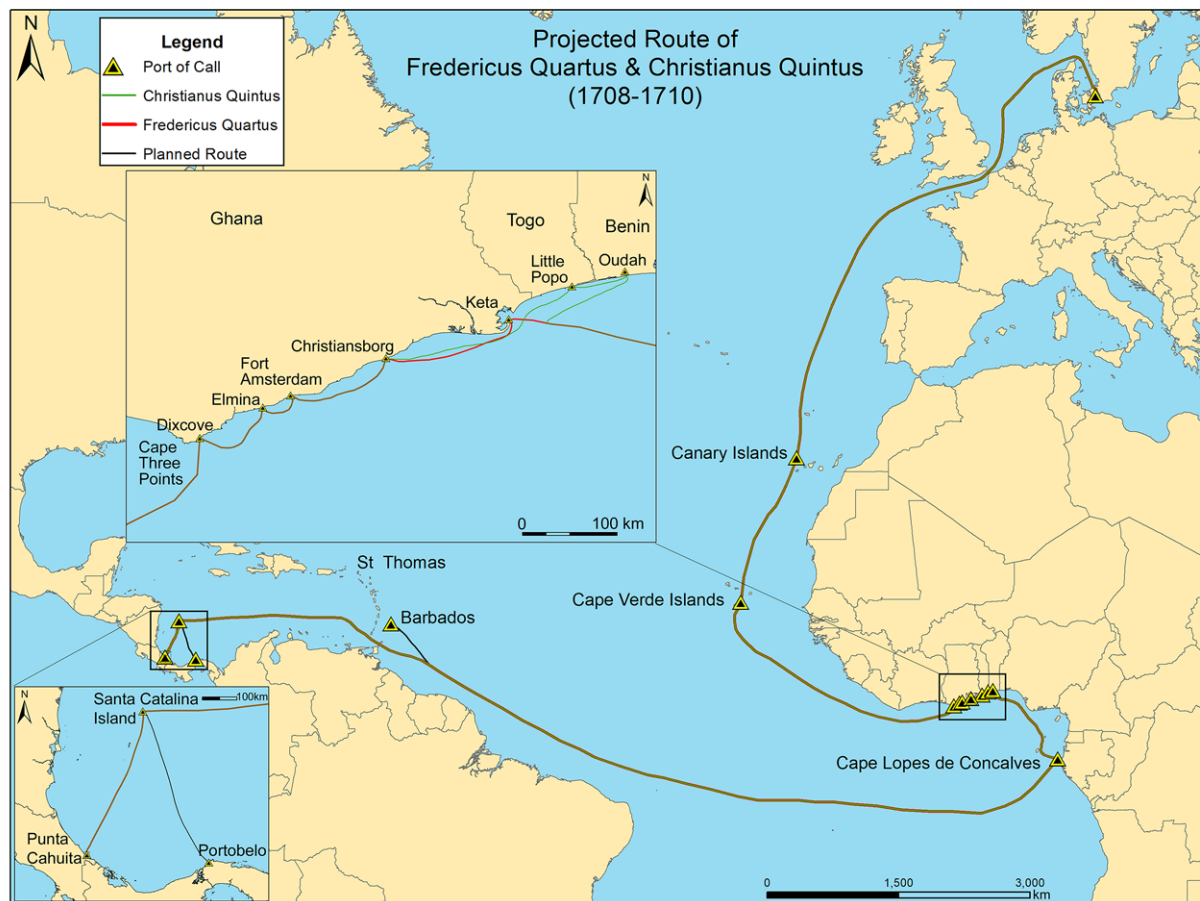 N
Legend
Port of Call
Christianus Quintus
Fredericus Quartus
Planned Route
Projected Route of
Fredericus Quartus & Christianus Quintus
(1708-1710)
N
Ghana
Togo
Benin
Little
Popo
Oudah
Keta
Christiansborg
Fort
Amsterdam
Elmina
Dixcove
Cape
Three
Points
0 100 km
Canary Islands
St Thomas
Barbados
Cape Verde Islands
Cape Lopes de Concalves
N
Santa Catalina
Island
100km
Punta
Cahuita
Portobelo
0 1,500 3,000
km